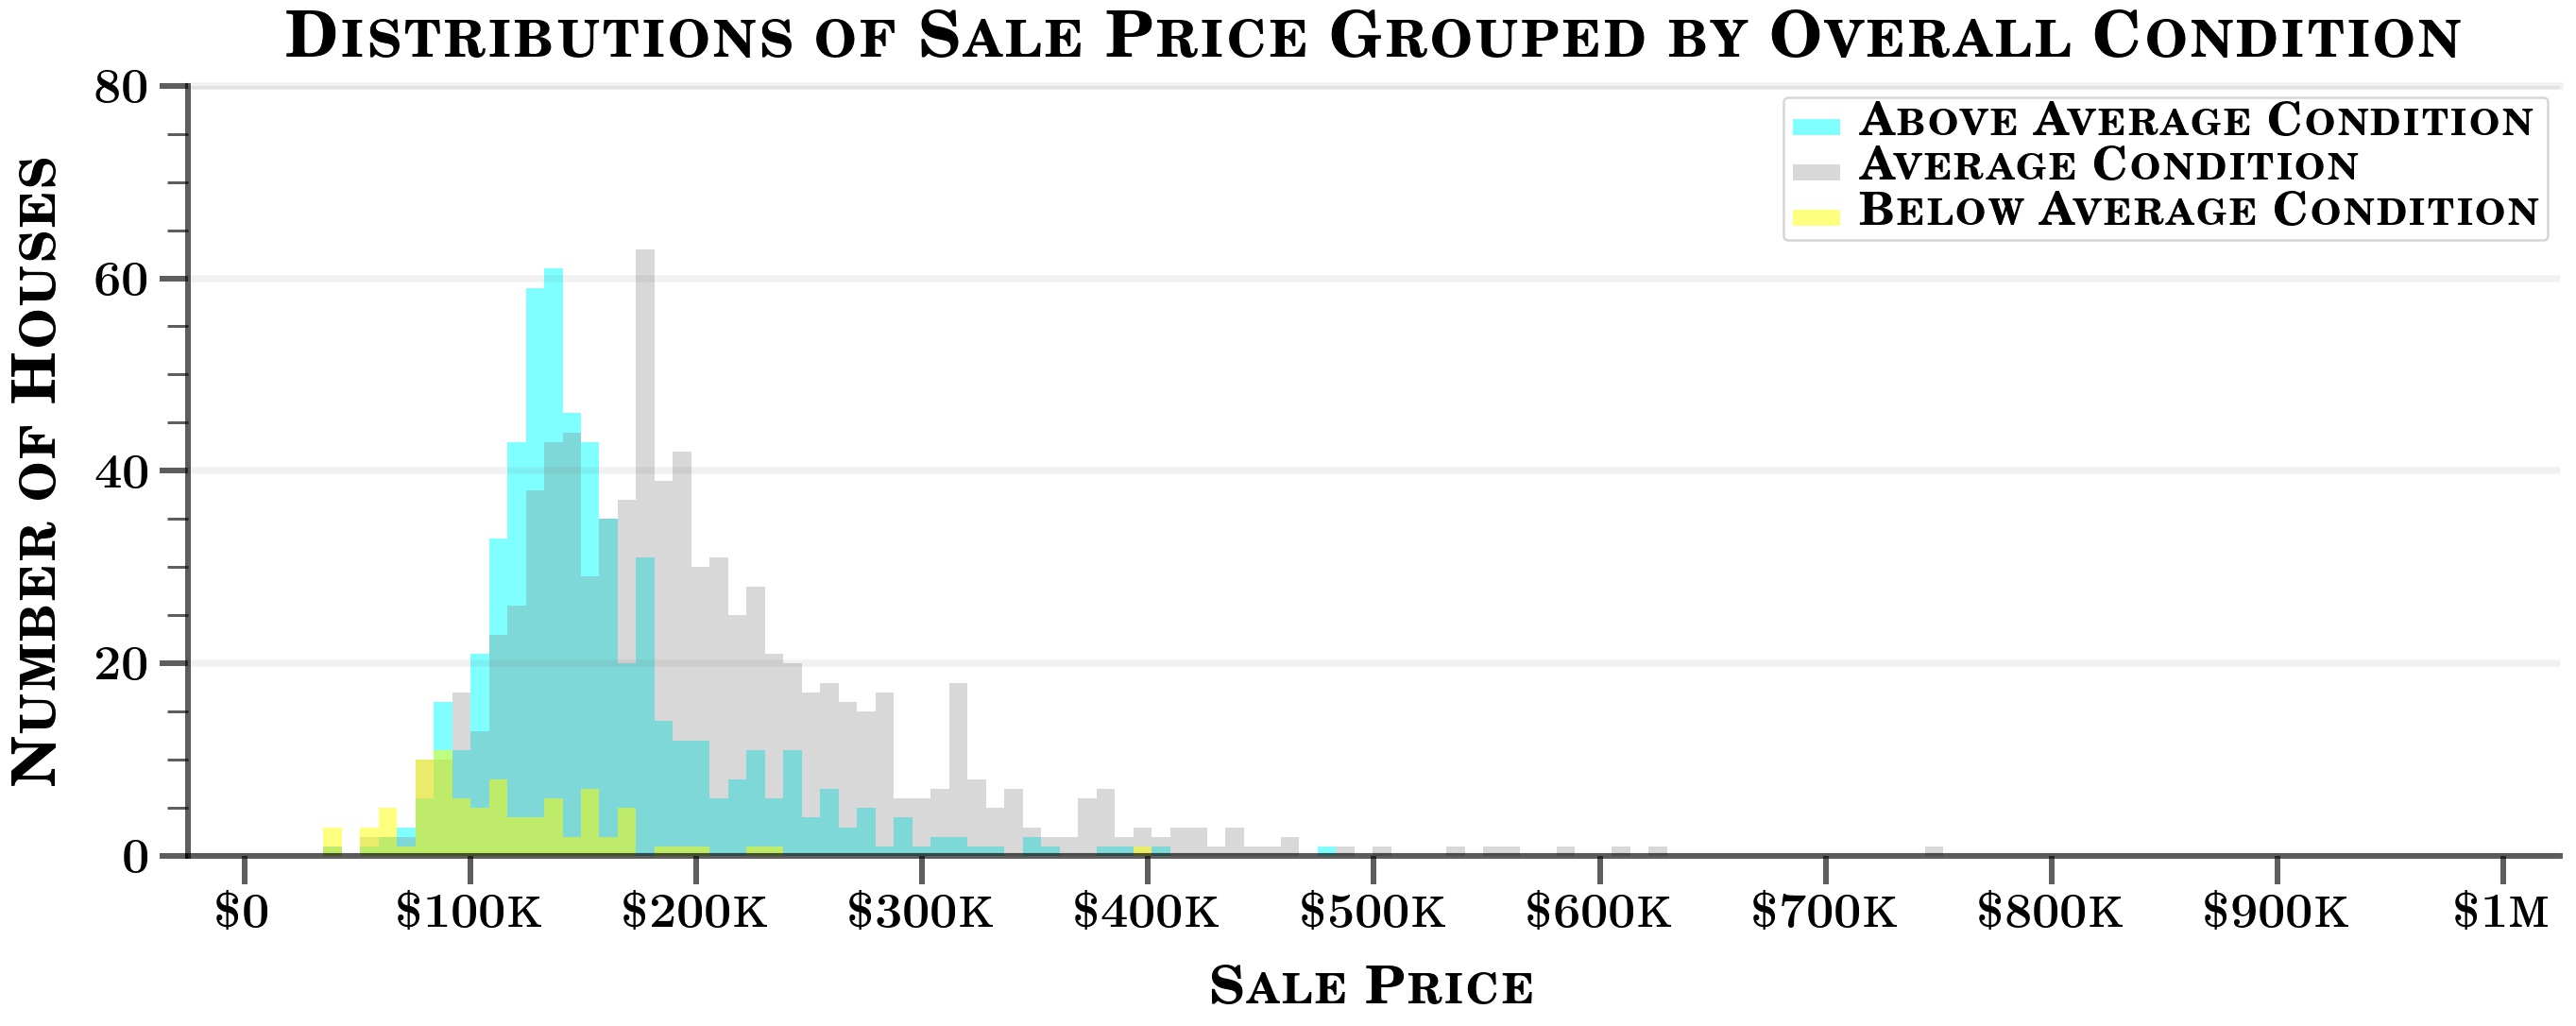 Distributions of Sale Price Grouped by Overall Condition
Number of Houses
80
60
40
20
0
Above Average Condition
Average Condition
Below Average Condition
$0 $100K $200K $300K $400K $500K $600K $700K $800K $900K $1M
Sale Price